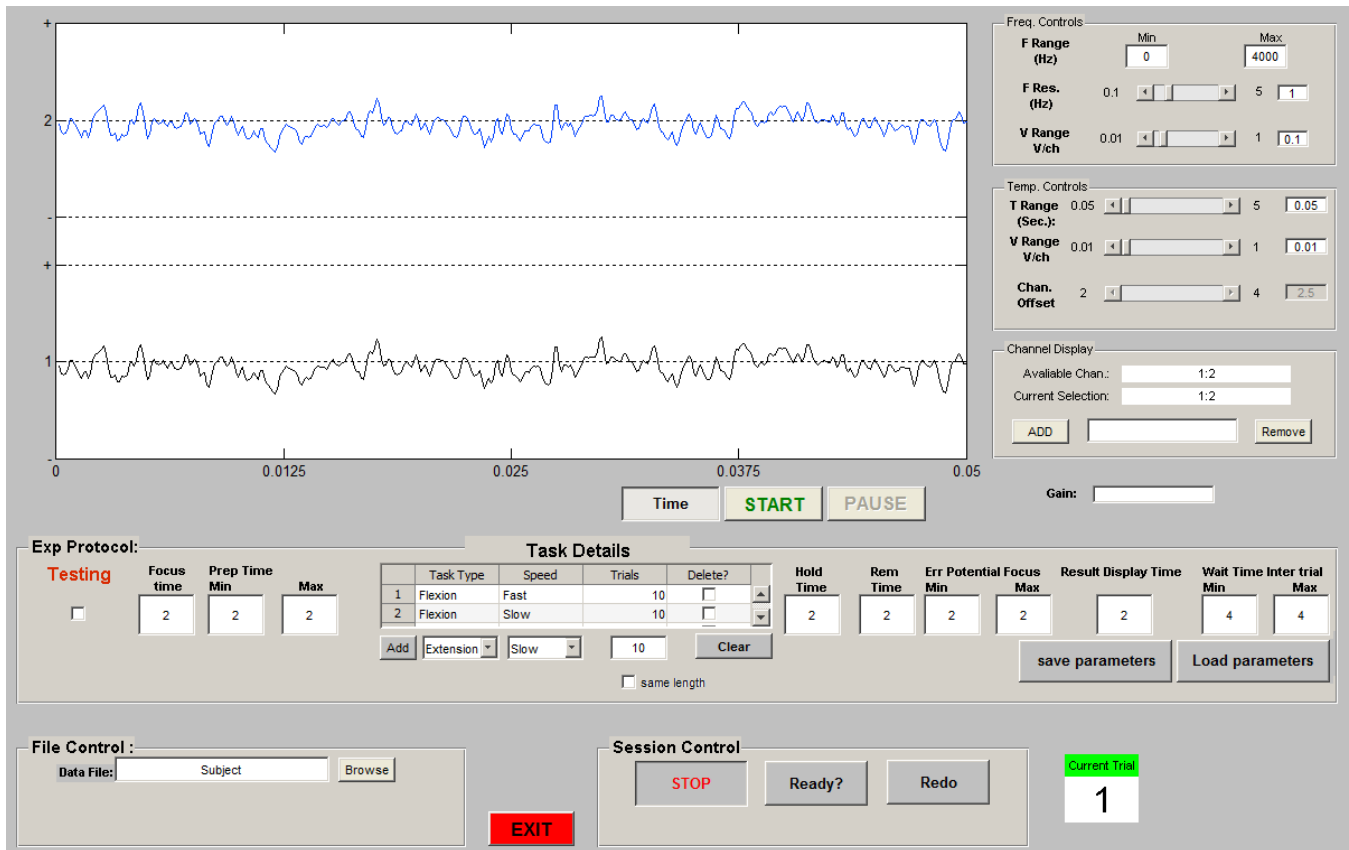 +
2
-
+
1
-
0 0.0125 0.025 0.0375 0.05
Time START PAUSE
Freq. Controls
F Range (Hz) Min 0 Max 4000
F Res. (Hz) 0.1 5 1
V Range V/ch 0.01 1 0.1
Temp. Controls
T Range (Sec.): 0.05 5 0.05
V Range V/ch 0.01 1 0.01
Chan. Offset 2 4 2.5
Channel Display
Avaliable Chan.: 1:2
Current Selection: 1:2
ADD Remove
Gain:
Exp Protocol:
Testing
Focus time 2
Prep Time
Min Max
2 2
Task Details
Task Type Speed Trials Delete?
1 Flexion Fast 10
2 Flexion Slow 10
Add Extension Slow 10 Clear
same length
Hold Time 2
Rem Time 2
Err Potential Focus
Min Max
2 2
Result Display Time
2
Wait Time Inter trial
Min Max
4 4
save parameters Load parameters
File Control :
Data File: Subject Browse
EXIT
Session Control
STOP Ready? Redo
Current Trial
1